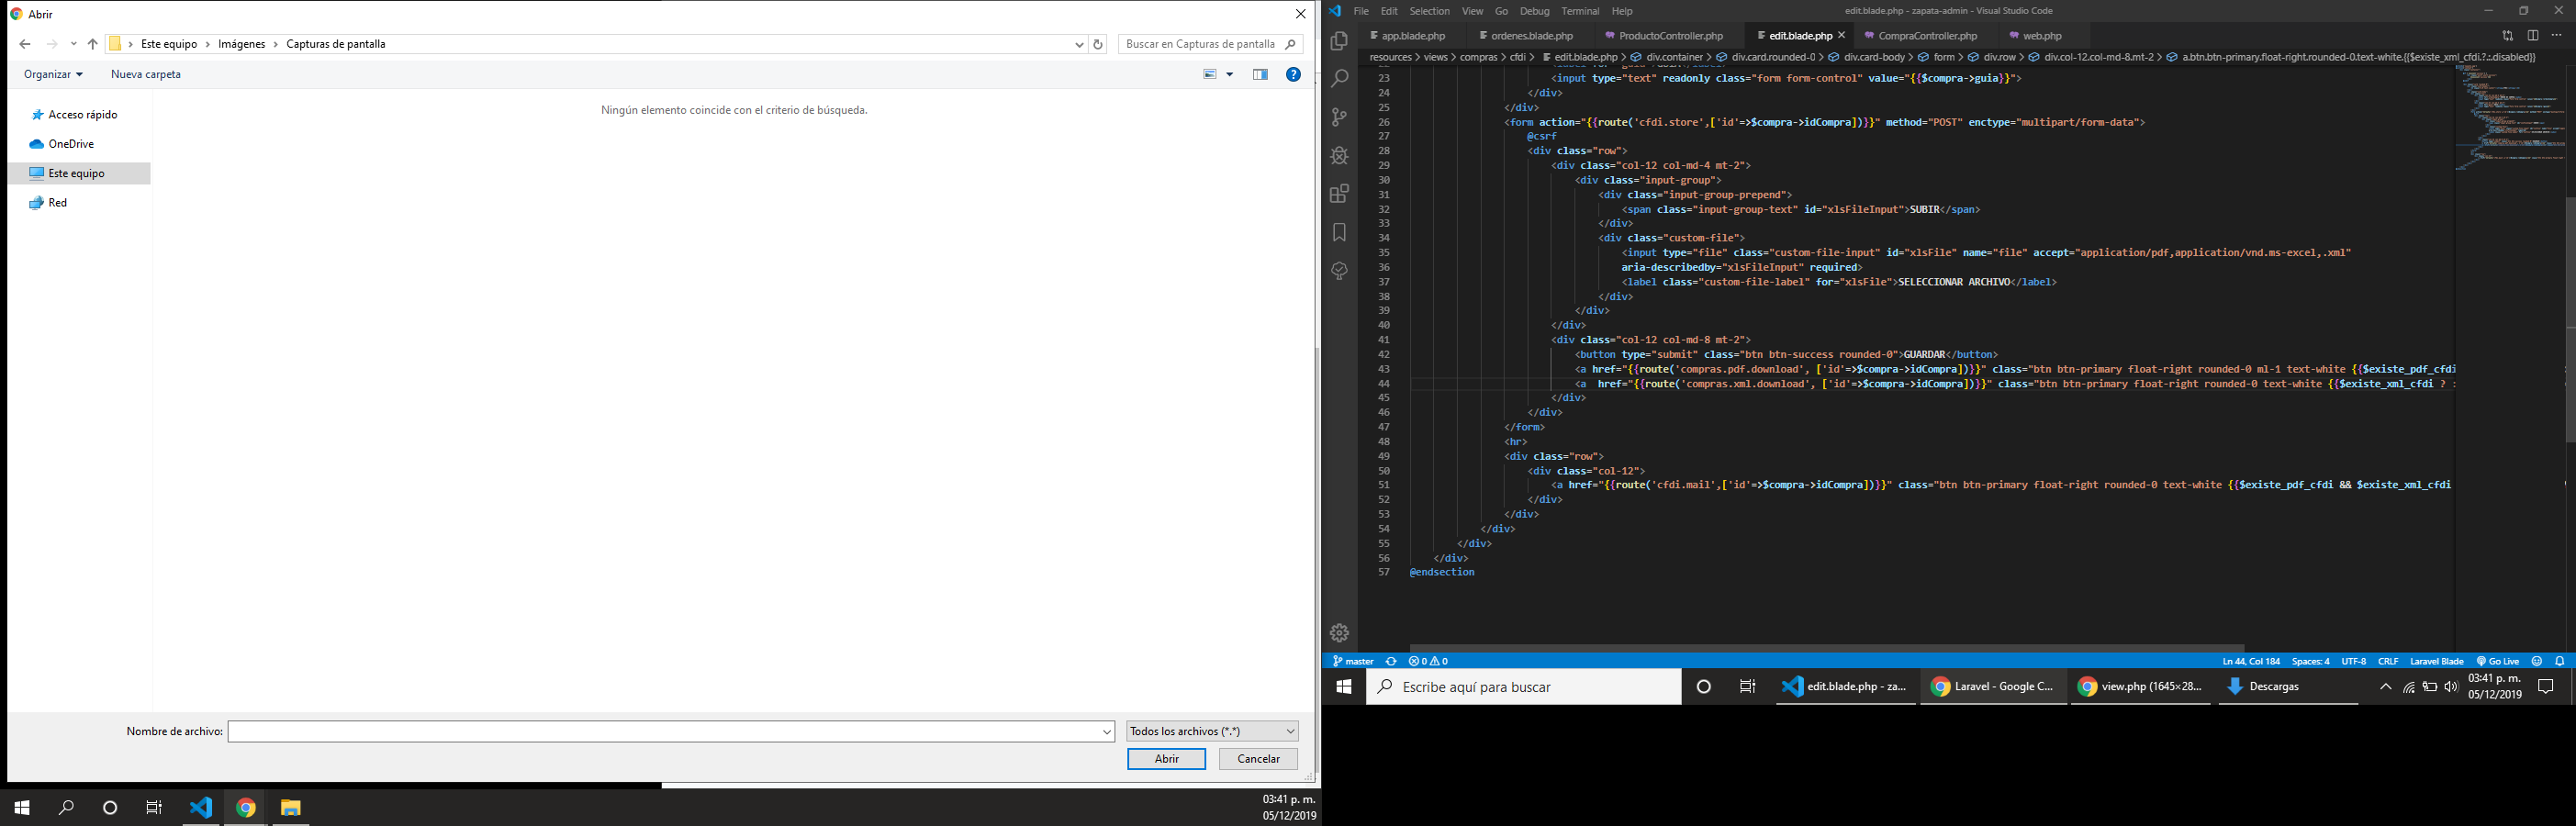 Abrir
Este equipo › Imágenes › Capturas de pantalla
Buscar en Capturas de pantalla
Organizar
Nueva carpeta
Acceso rápido
OneDrive
Este equipo
Red
Ningún elemento coincide con el criterio de búsqueda.
Nombre de archivo:
Todos los archivos (*.*)
Abrir
Cancelar
03:41 p. m.
05/12/2019
File Edit Selection View Go Debug Terminal Help
edit.blade.php - zapata-admin - Visual Studio Code
app.blade.php
ordenes.blade.php
ProductoController.php
edit.blade.php
CompraController.php
web.php
resources > views > compras > cfdi > edit.blade.php > div.container > div.card.rounded-0 > div.card-body > form > div.row > div.col-12.col-md-8.mt-2 > a.btn.btn-primary.float-right.rounded-0.text-white.{{$existe_xml_cfdi.?.:.disabled}}
23 <input type="text" readonly class="form form-control" value="{{$compra->guia}}">
24 </div>
25 </div>
26 <form action="{{route('cfdi.store',['id'=>$compra->idCompra])}}" method="POST" enctype="multipart/form-data">
27 @csrf
28 <div class="row">
29 <div class="col-12 col-md-4 mt-2">
30 <div class="input-group">
31 <div class="input-group-prepend">
32 <span class="input-group-text" id="xlsFileInput">SUBIR</span>
33 </div>
34 <div class="custom-file">
35 <input type="file" class="custom-file-input" id="xlsFile" name="file" accept="application/pdf,application/vnd.ms-excel,.xml"
36 aria-describedby="xlsFileInput" required>
37 <label class="custom-file-label" for="xlsFile">SELECCIONAR ARCHIVO</label>
38 </div>
39 </div>
40 </div>
41 <div class="col-12 col-md-8 mt-2">
42 <button type="submit" class="btn btn-success rounded-0">GUARDAR</button>
43 <a href="{{route('compras.pdf.download', ['id'=>$compra->idCompra])}}" class="btn btn-primary float-right rounded-0 ml-1 text-white {{$existe_pdf_cfdi
44 <a  href="{{route('compras.xml.download', ['id'=>$compra->idCompra])}}" class="btn btn-primary float-right rounded-0 text-white {{$existe_xml_cfdi ? :
45 </div>
46 </div>
47 </form>
48 <hr>
49 <div class="row">
50 <div class="col-12">
51 <a href="{{route('cfdi.mail',['id'=>$compra->idCompra])}}" class="btn btn-primary float-right rounded-0 text-white {{$existe_pdf_cfdi && $existe_xml_cfdi
52 </div>
53 </div>
54 </div>
55 </div>
56 </div>
57 @endsection
master
0 0
Ln 44, Col 184 Spaces: 4 UTF-8 CRLF Laravel Blade Go Live
Escribe aquí para buscar
edit.blade.php - za...
Laravel - Google C...
view.php (1645×28...
Descargas
03:41 p. m.
05/12/2019